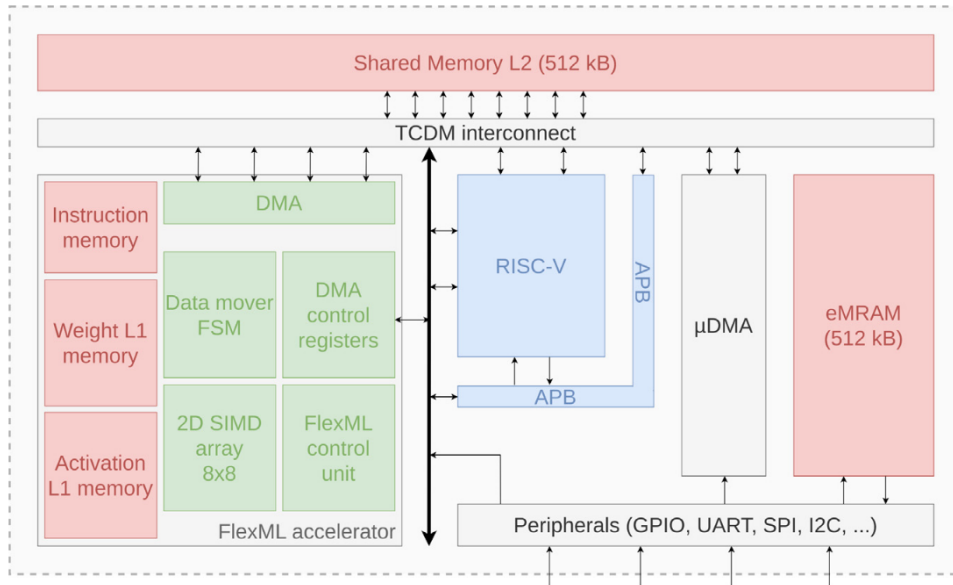 Shared Memory L2 (512 kB)
TCDM interconnect
Instruction
memory
Weight L1
memory
Activation
L1 memory
DMA
Data mover
FSM
DMA
control
registers
2D SIMD
array
8x8
FlexML
control
unit
FlexML accelerator
RISC-V
APB
APB
µDMA
eMRAM
(512 kB)
Peripherals (GPIO, UART, SPI, I2C, ...)